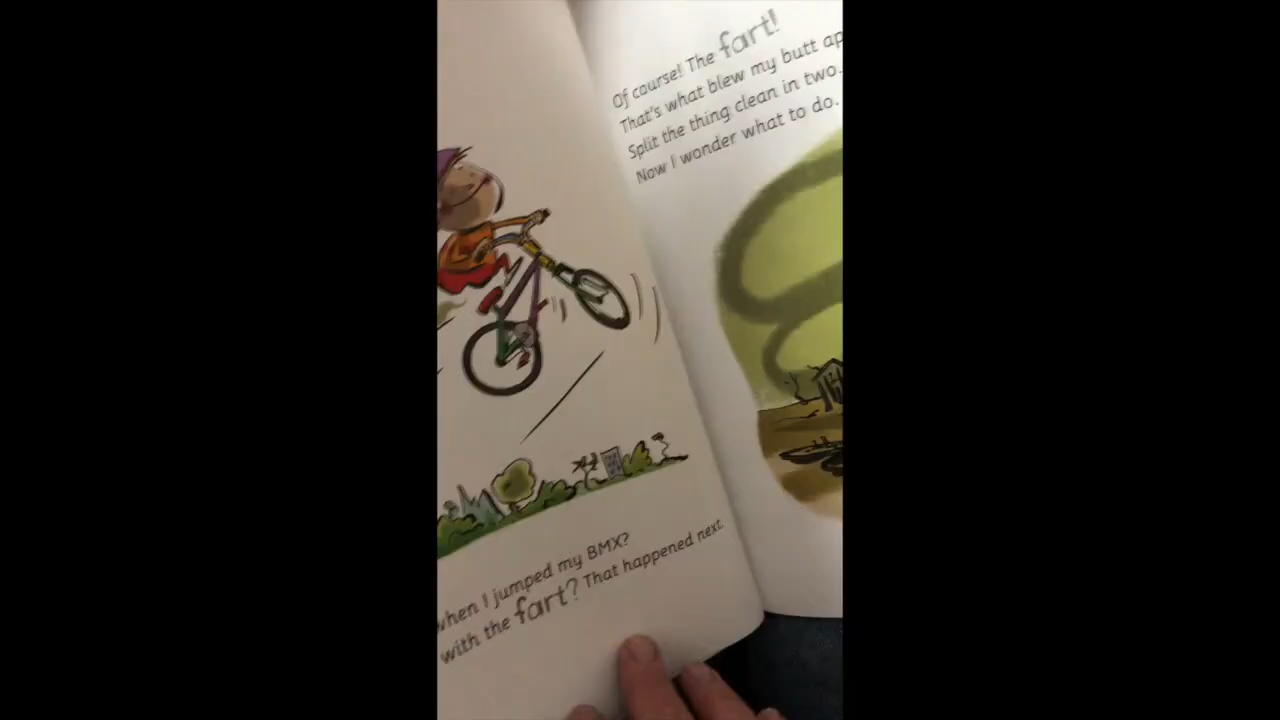 when I jumped my BMX?
with the fart? That happened next
Of course! The fart!
That's what blew my butt ap
Split the thing clean in two.
Now I wonder what to do.